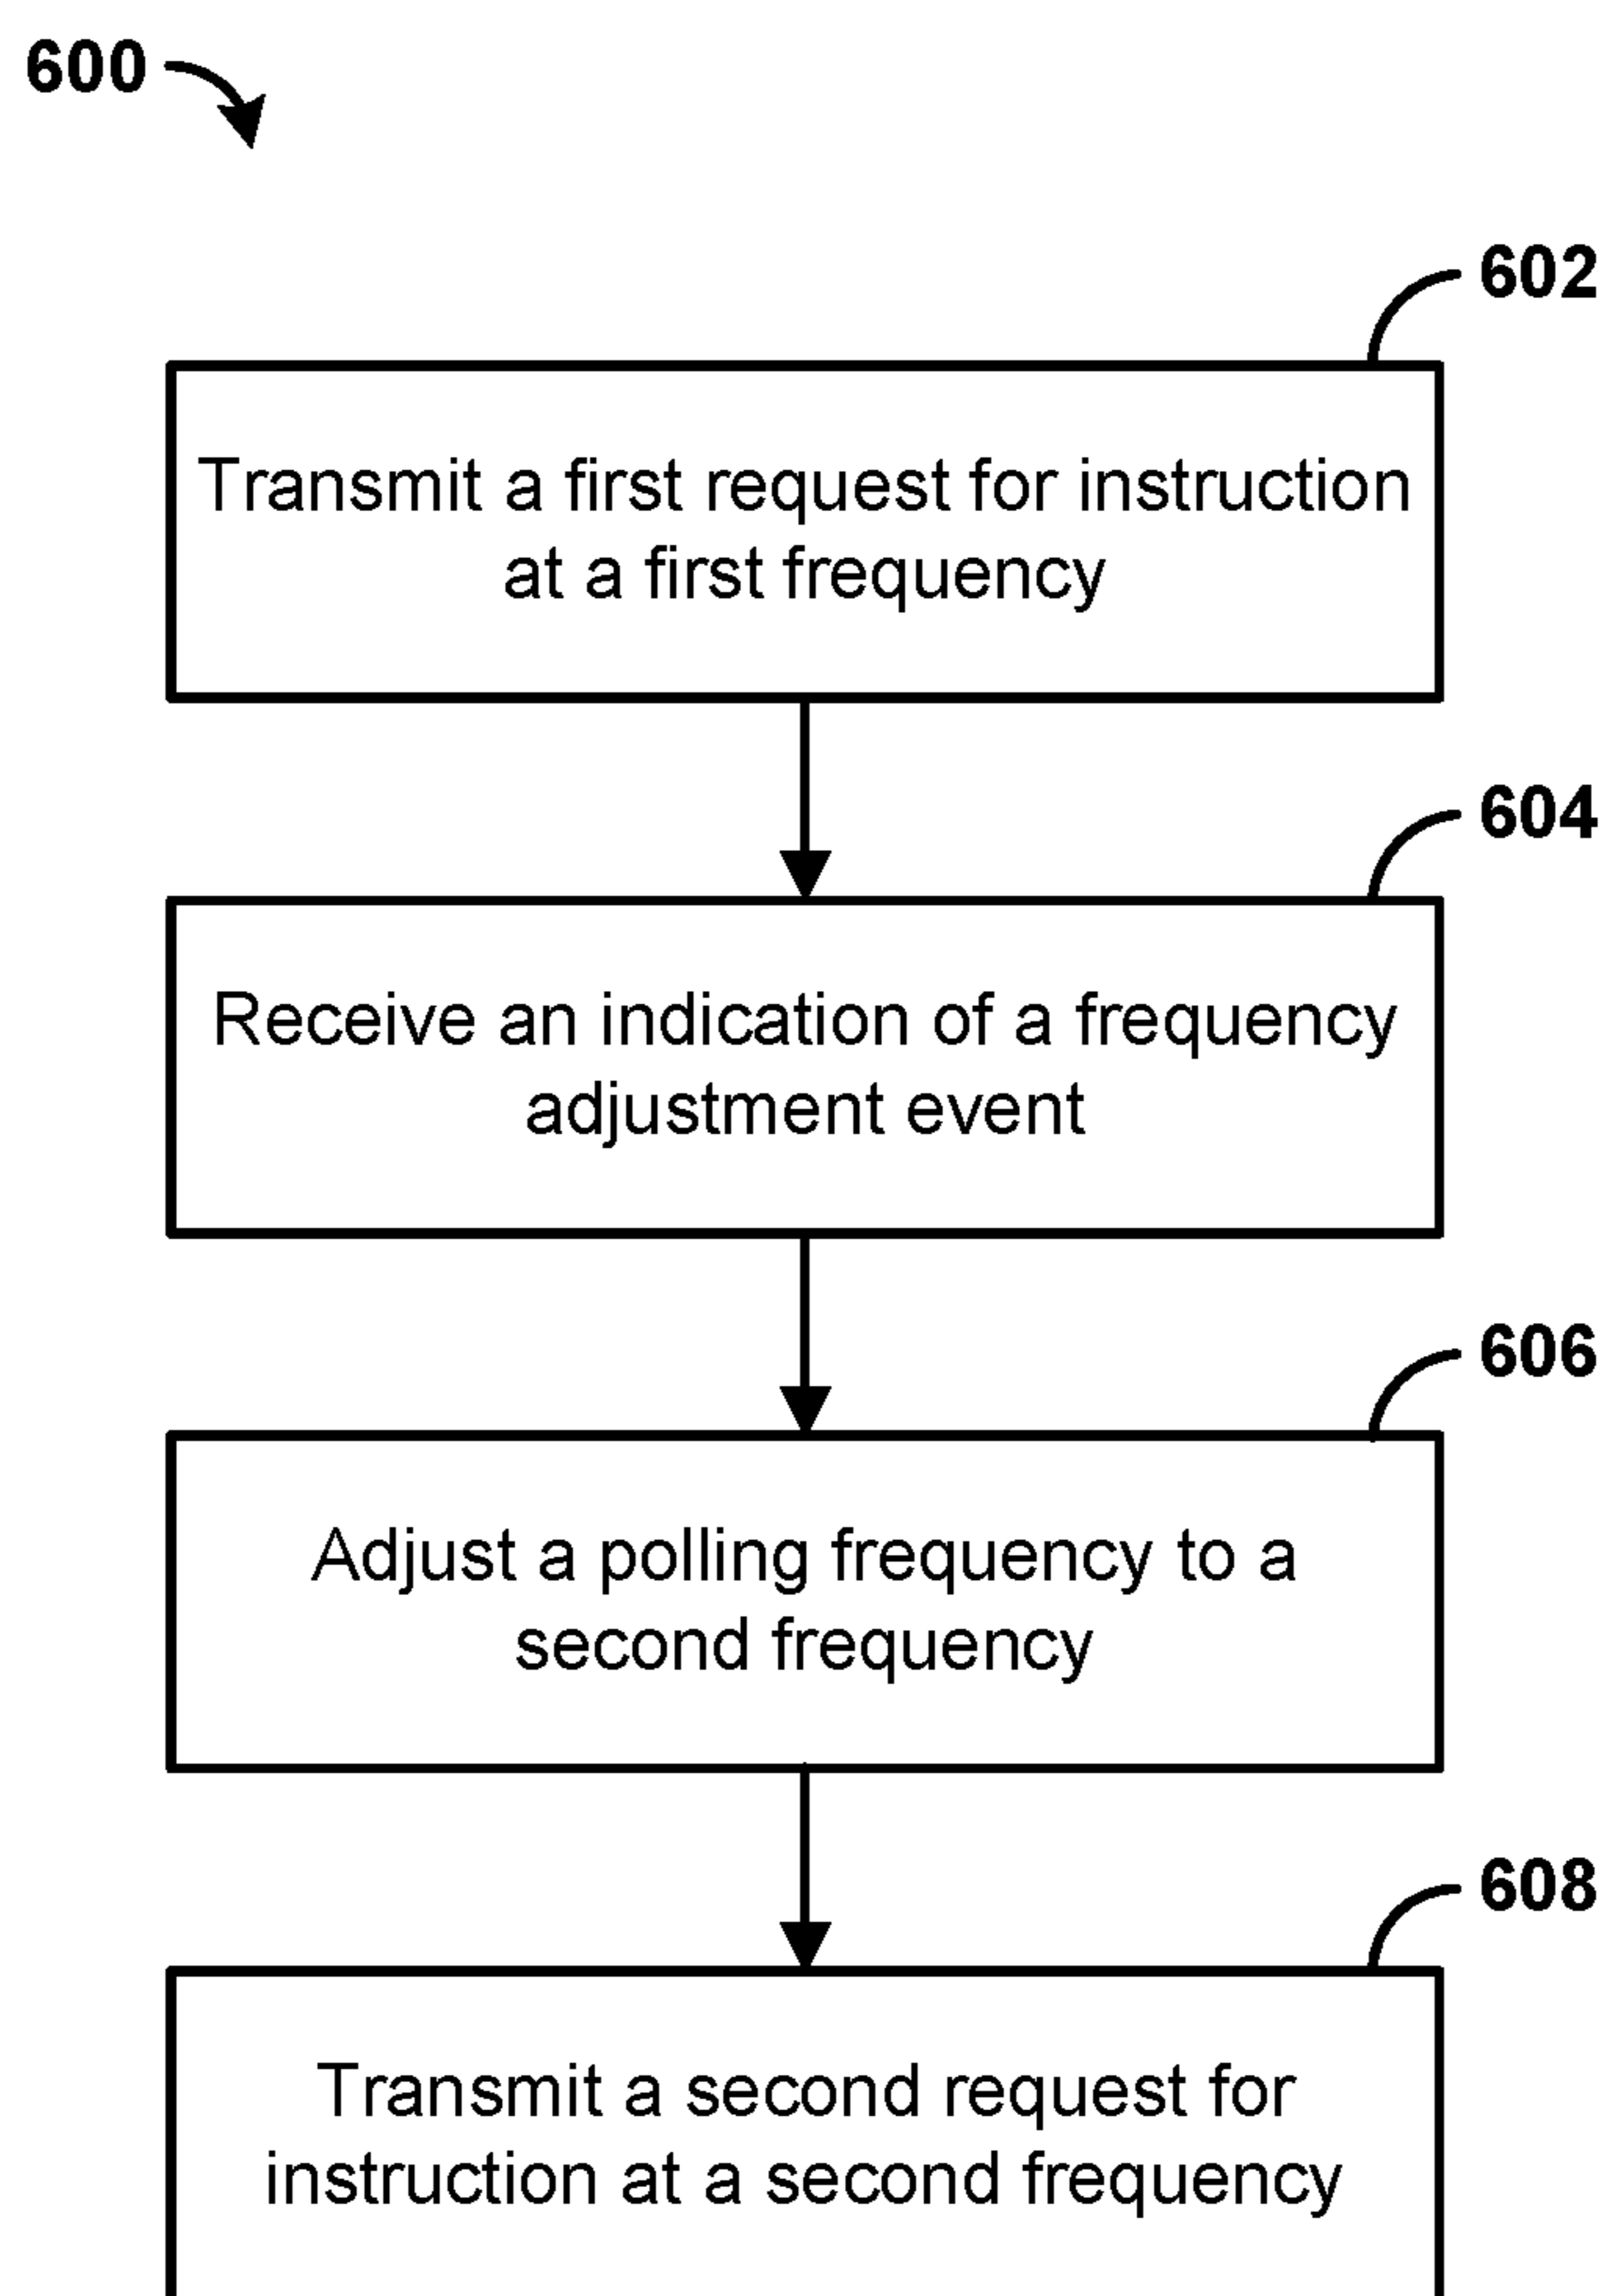 600
602
Transmit a first request for instruction
at a first frequency
604
Receive an indication of a frequency
adjustment event
606
Adjust a polling frequency to a
second frequency
608
Transmit a second request for
instruction at a second frequency